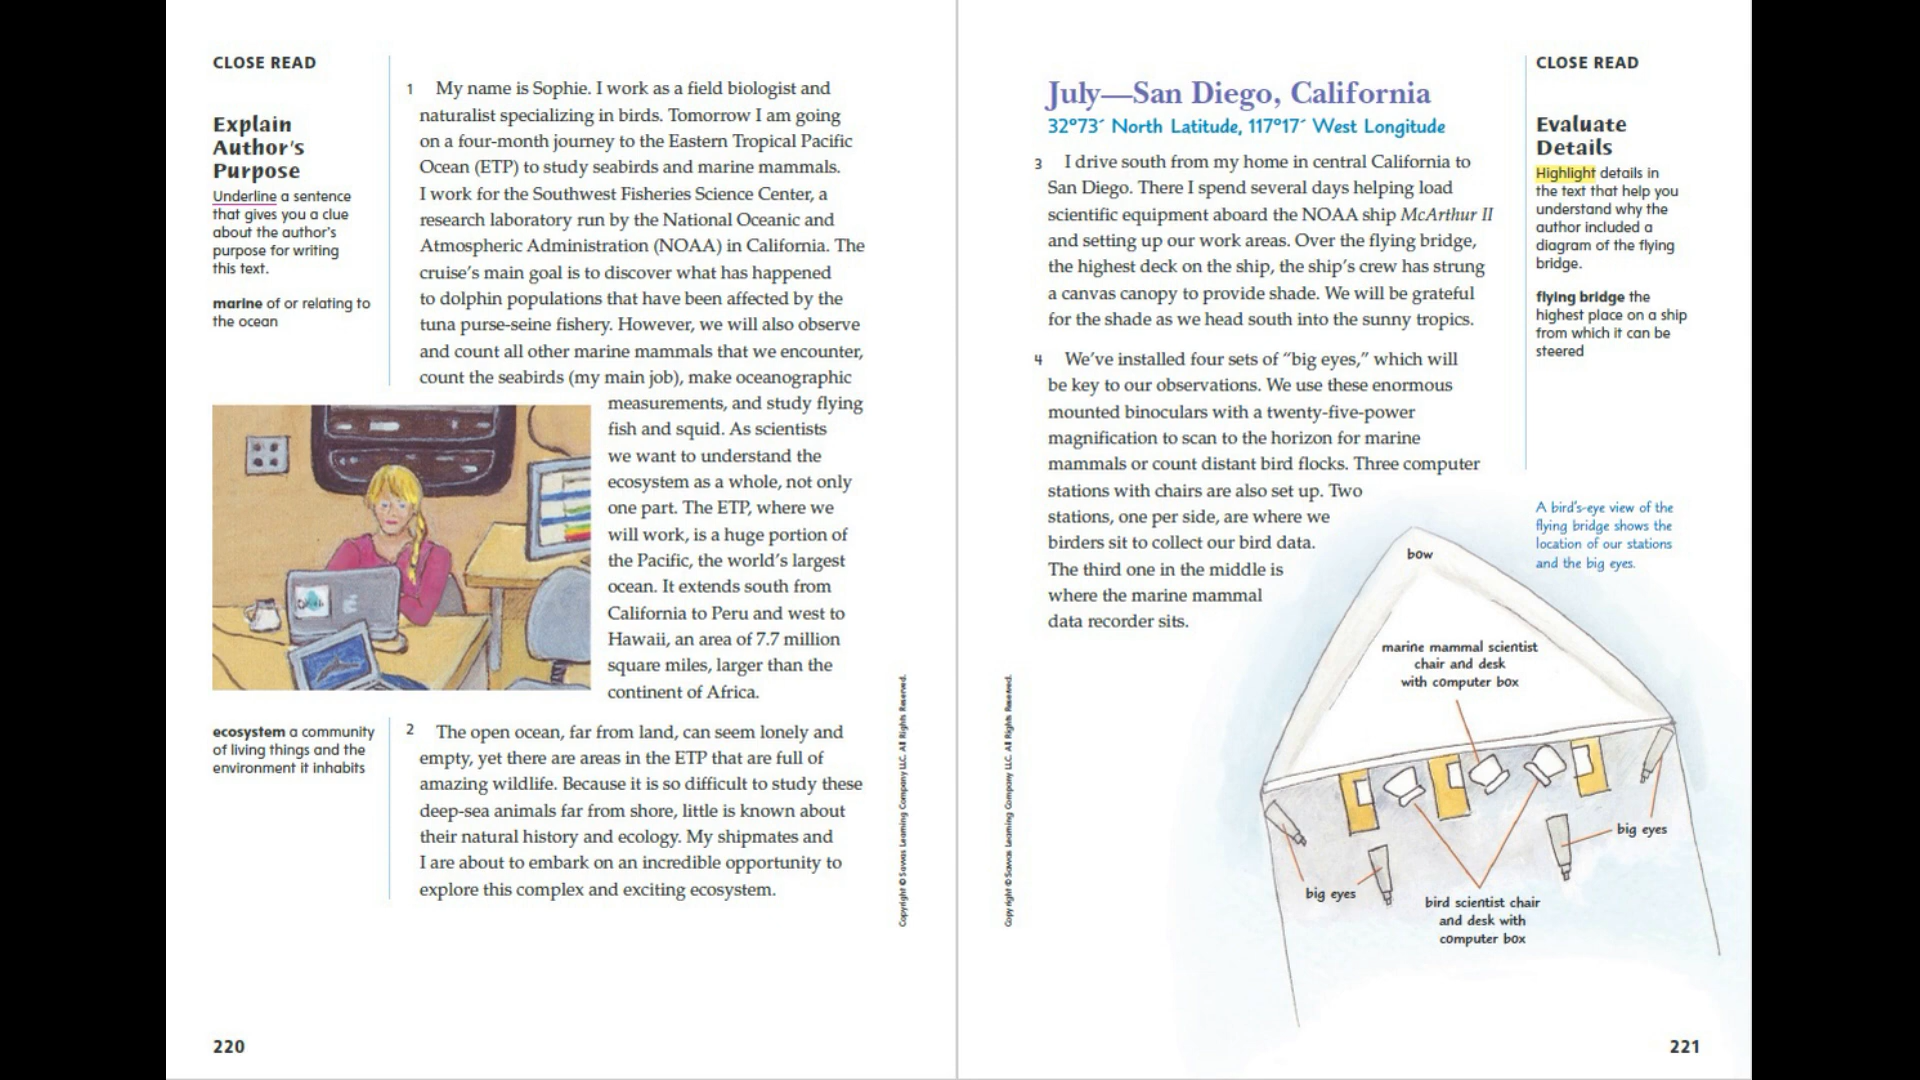 CLOSE READ
Explain
Author's
Purpose
Underline a sentence
that gives you a clue
about the author's
purpose for writing
this text.
marine of or relating to
the ocean
1 My name is Sophie. I work as a field biologist and
naturalist specializing in birds. Tomorrow I am going
on a four-month journey to the Eastern Tropical Pacific
Ocean (ETP) to study seabirds and marine mammals.
I work for the Southwest Fisheries Science Center, a
research laboratory run by the National Oceanic and
Atmospheric Administration (NOAA) in California. The
cruise's main goal is to discover what has happened
to dolphin populations that have been affected by the
tuna purse-seine fishery. However, we will also observe
and count all other marine mammals that we encounter,
count the seabirds (my main job), make oceanographic
measurements, and study flying
fish and squid. As scientists
we want to understand the
ecosystem as a whole, not only
one part. The ETP, where we
will work, is a huge portion of
the Pacific, the world's largest
ocean. It extends south from
California to Peru and west to
Hawaii, an area of 7.7 million
square miles, larger than the
continent of Africa.
ecosystem a community
of living things and the
environment it inhabits
2 The open ocean, far from land, can seem lonely and
empty, yet there are areas in the ETP that are full of
amazing wildlife. Because it is so difficult to study these
deep-sea animals far from shore, little is known about
their natural history and ecology. My shipmates and
I are about to embark on an incredible opportunity to
explore this complex and exciting ecosystem.
Copyright © Savvas Learning Company LLC. All Rights Reserved.
220
July—San Diego, California
32°73´ North Latitude, 117°17´ West Longitude
3 I drive south from my home in central California to
San Diego. There I spend several days helping load
scientific equipment aboard the NOAA ship McArthur II
and setting up our work areas. Over the flying bridge,
the highest deck on the ship, the ship's crew has strung
a canvas canopy to provide shade. We will be grateful
for the shade as we head south into the sunny tropics.
4 We've installed four sets of "big eyes," which will
be key to our observations. We use these enormous
mounted binoculars with a twenty-five-power
magnification to scan to the horizon for marine
mammals or count distant bird flocks. Three computer
stations with chairs are also set up. Two
stations, one per side, are where we
birders sit to collect our bird data.
The third one in the middle is
where the marine mammal
data recorder sits.
CLOSE READ
Evaluate
Details
Highlight details in
the text that help you
understand why the
author included a
diagram of the flying
bridge.
flying bridge the
highest place on a ship
from which it can be
steered
A bird's-eye view of the
flying bridge shows the
location of our stations
and the big eyes.
bow
marine mammal scientist
chair and desk
with computer box
big eyes
big eyes
bird scientist chair
and desk with
computer box
Copyright © Savvas Learning Company LLC. All Rights Reserved.
221